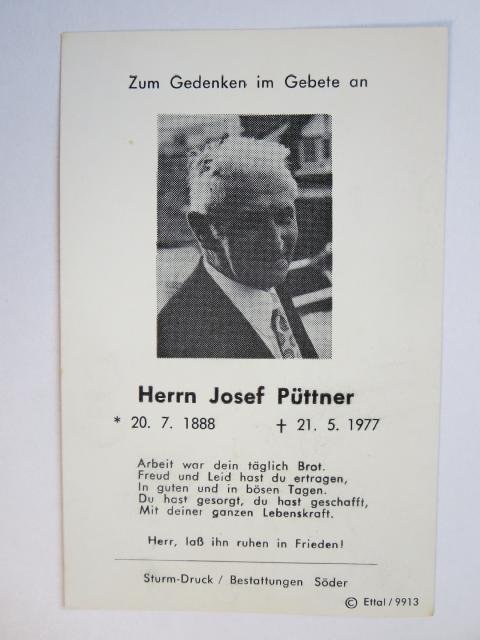 Zum Gedenken im Gebete an
Herrn Josef Püttner
* 20. 7. 1888 † 21. 5. 1977
Arbeit war dein täglich Brot.
Freud und Leid hast du ertragen,
In guten und in bösen Tagen.
Du hast gesorgt, du hast geschafft,
Mit deiner ganzen Lebenskraft.
Herr, laß ihn ruhen in Frieden!
Sturm-Druck / Bestattungen Söder
© Ettal / 9913